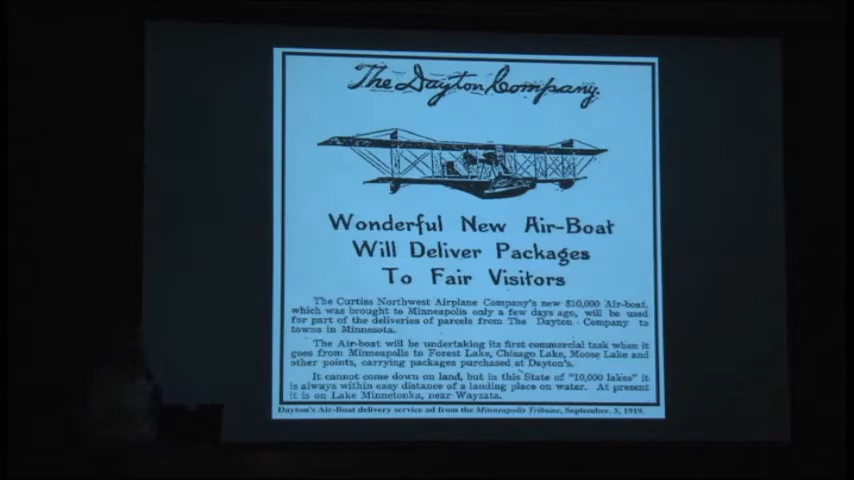 The Dayton Company.
Wonderful New Air-Boat
Will Deliver Packages
To Fair Visitors
The Curtiss Northwest Airplane Company's new $10,000 Air-boat,
which was brought to Minneapolis only a few days ago, will be used
for part of the deliveries of parcels from The Dayton Company to
towns in Minnesota.
The Air-boat will be undertaking its first commercial task when it
goes from Minneapolis to Forest Lake, Chisago Lake, Moose Lake and
other points, carrying packages purchased at Dayton's.
It cannot come down on land, but in this State of "10,000 lakes" it
is always within easy distance of a landing place on water. At present
it is on Lake Minnetonka, near Wayzata.
Dayton's Air-Boat delivery service ad from the Minneapolis Tribune, September, 5, 1919.